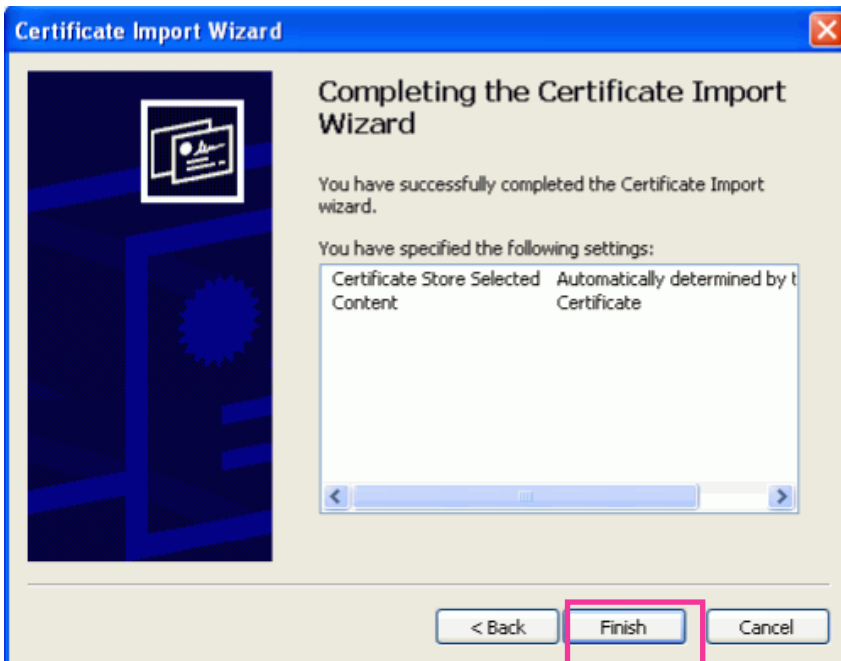 Certificate Import Wizard
Completing the Certificate Import
Wizard
You have successfully completed the Certificate Import
wizard.
You have specified the following settings:
Certificate Store Selected Automatically determined by t
Content Certificate
< Back Finish Cancel